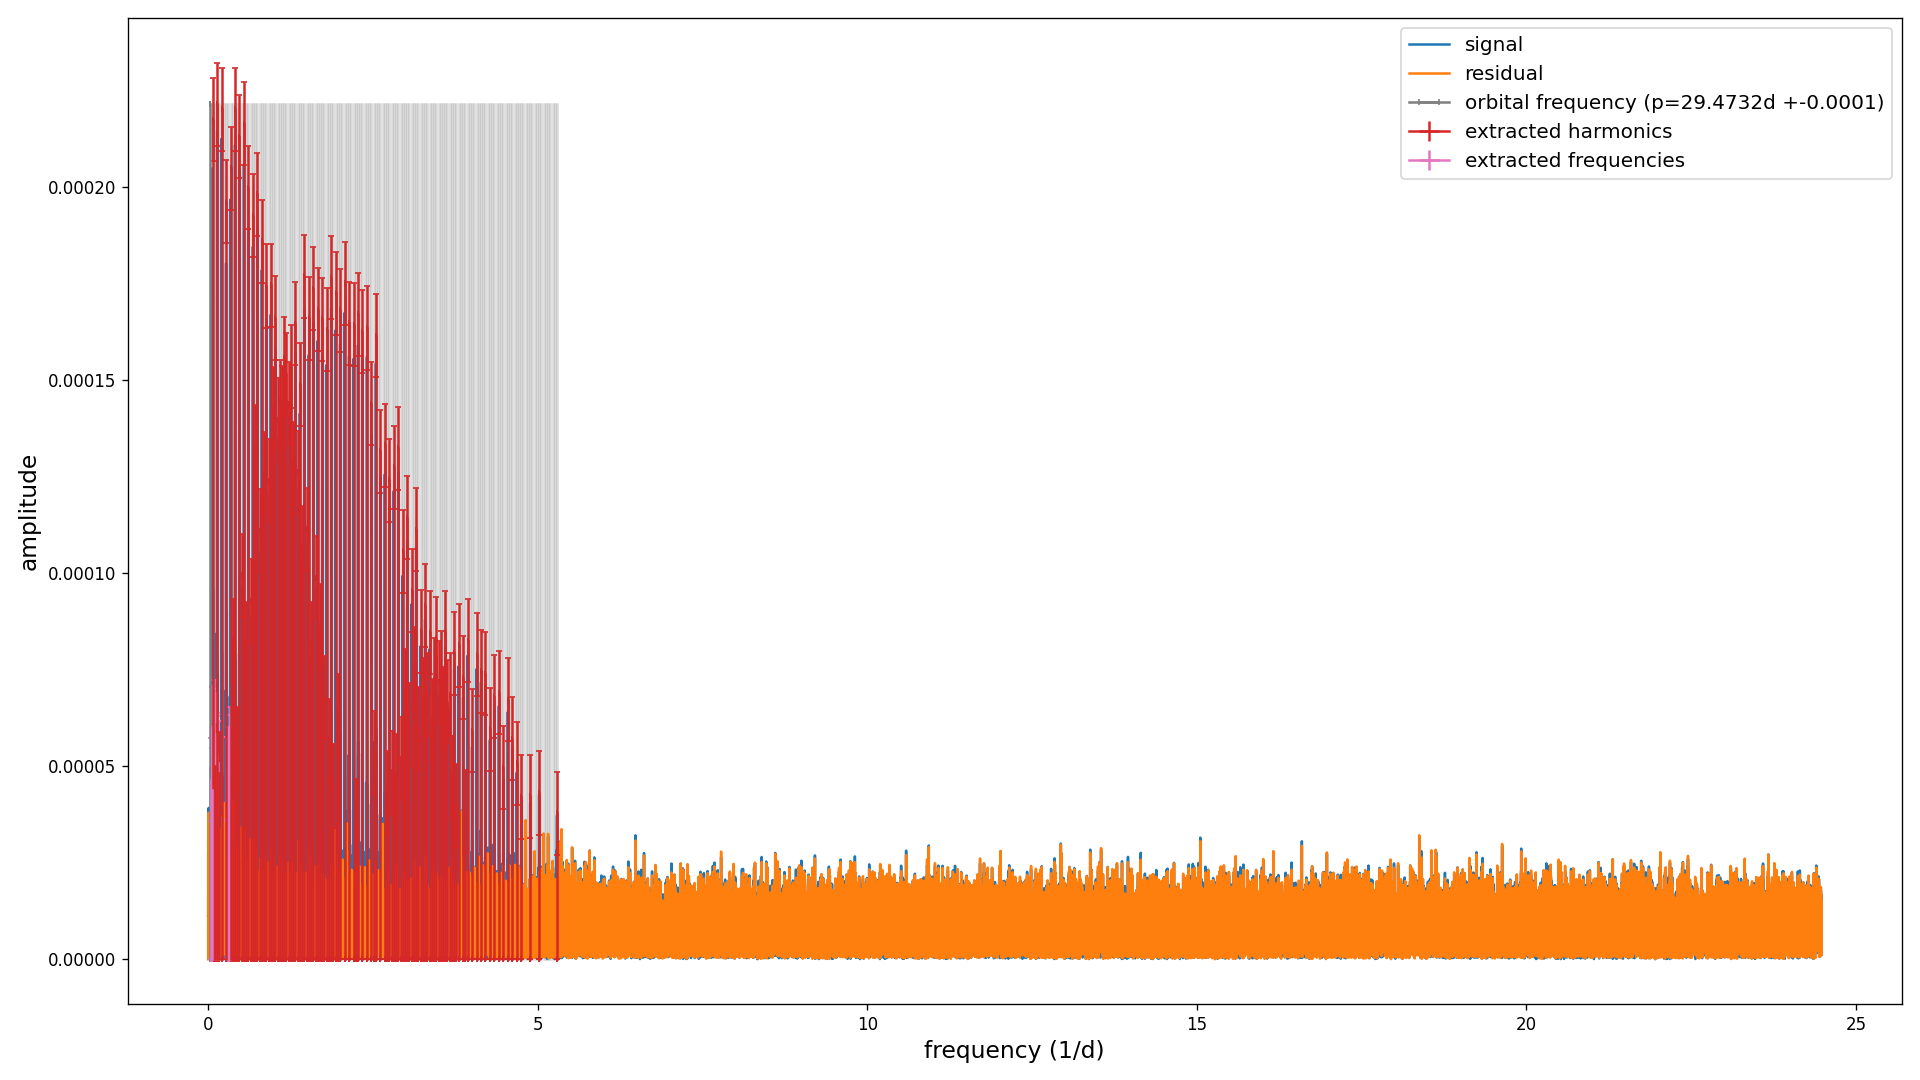 signal
residual
orbital frequency (p=29.4732d +-0.0001)
extracted harmonics
extracted frequencies
amplitude
0.00020
0.00015
0.00010
0.00005
0.00000
0 5 10 15 20 25
frequency (1/d)